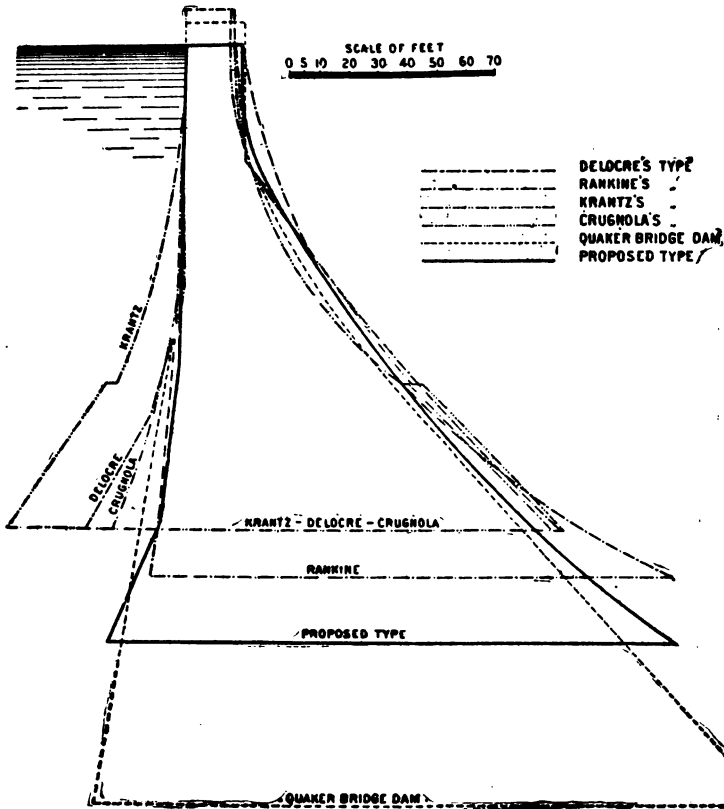 SCALE OF FEET
0 5 10 20 30 40 50 60 70
DELOCRE'S TYPE
RANKINE'S "
KRANTZ'S "
CRUGNOLA'S "
QUAKER BRIDGE DAM
PROPOSED TYPE
KRANTZ
DELOCRE
CRUGNOLA
KRANTZ-DELOCRE-CRUGNOLA
RANKINE
PROPOSED TYPE
QUAKER BRIDGE DAM